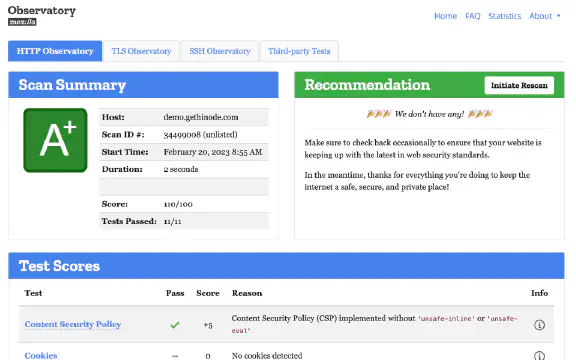 Observatory
moz://a
Home FAQ Statistics About
HTTP Observatory TLS Observatory SSH Observatory Third-party Tests
Scan Summary
A+
Host: demo.gethinode.com
Scan ID #: 34499008 (unlisted)
Start Time: February 20, 2023 8:55 AM
Duration: 2 seconds
Score: 110/100
Tests Passed: 11/11
Recommendation Initiate Rescan
We don't have any!
Make sure to check back occasionally to ensure that your website is
keeping up with the latest in web security standards.
In the meantime, thanks for everything you're doing to keep the
internet a safe, secure, and private place!
Test Scores
Test Pass Score Reason Info
Content Security Policy +5 Content Security Policy (CSP) implemented without 'unsafe-inline' or 'unsafe-
eval'
Cookies — 0 No cookies detected